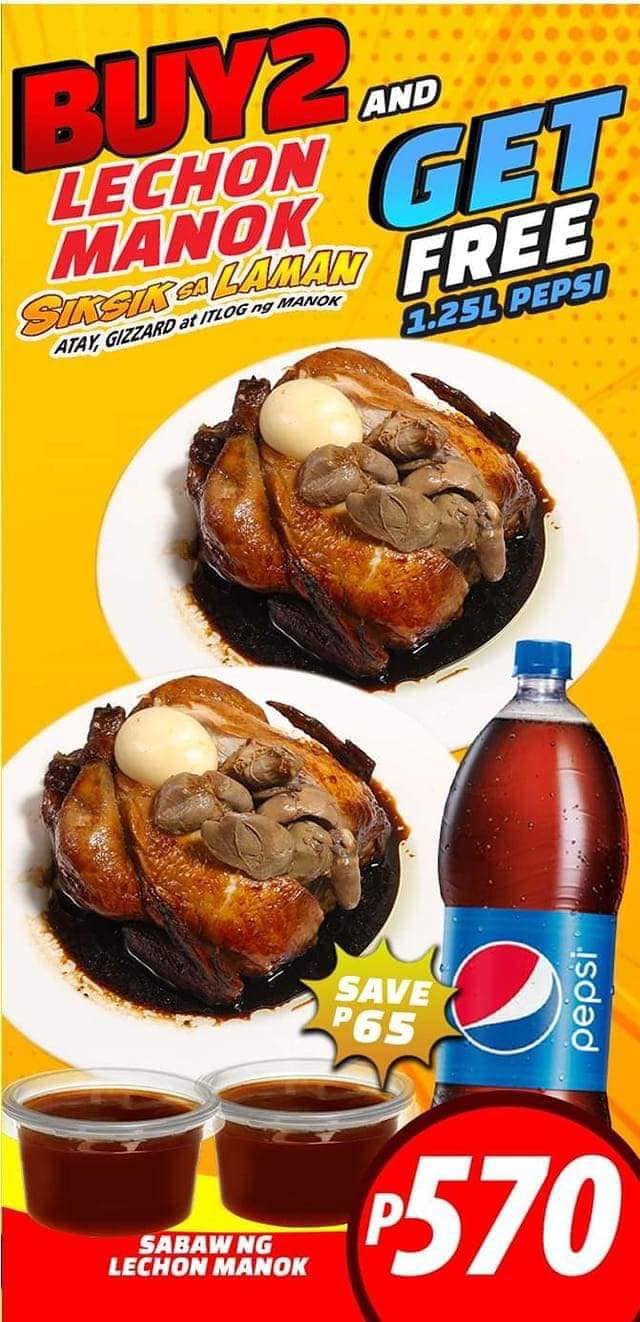 BUY2
AND
LECHON
MANOK
GET
FREE
1.25L PEPSI
SIKSIK SA LAMAN
ATAY, GIZZARD at ITLOG ng MANOK
SAVE
P65
pepsi
P570
SABAW NG
LECHON MANOK